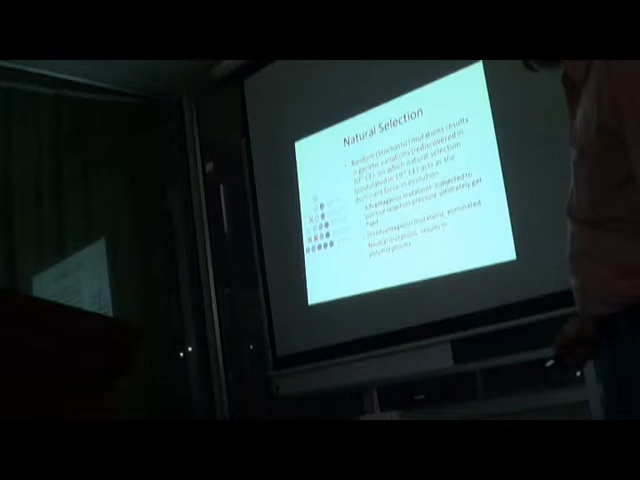 Natural Selection
• Random (Stochastic) mutations results
in genetic variations (rediscovered in
20th CE), on which natural selection
(postulated in 19th CE) acts as the
dominant force in evolution
Advantageous mutations: subjected to
positive selection pressure ultimately get
fixed
Disadvantageous mutations: eliminated
Neutral mutations: results in
polymorphisms